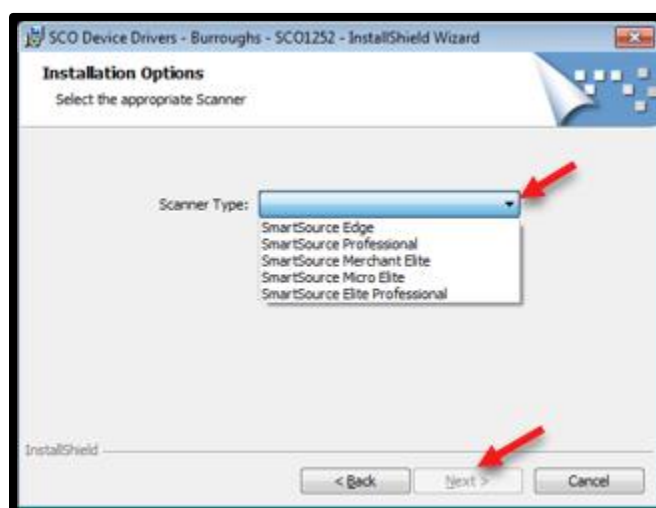 SCO Device Drivers - Burroughs - SCO1252 - InstallShield Wizard
Installation Options
Select the appropriate Scanner
Scanner Type:
SmartSource Edge
SmartSource Professional
SmartSource Merchant Elite
SmartSource Micro Elite
SmartSource Elite Professional
InstallShield
< Back Next > Cancel